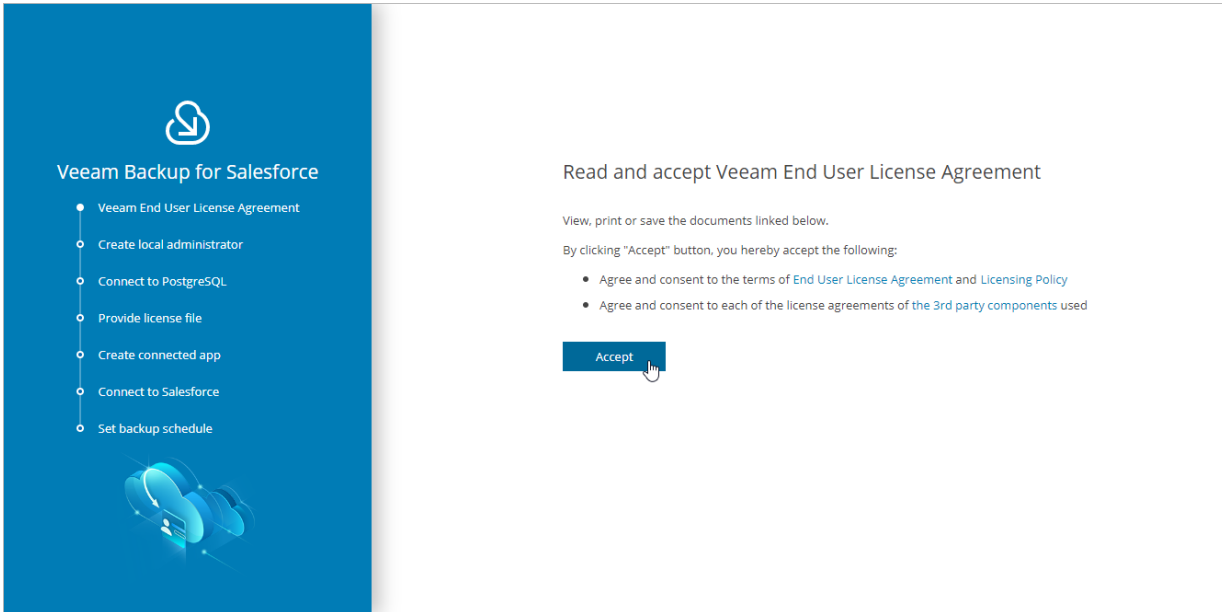 Veeam Backup for Salesforce
Veeam End User License Agreement
Create local administrator
Connect to PostgreSQL
Provide license file
Create connected app
Connect to Salesforce
Set backup schedule
Read and accept Veeam End User License Agreement
View, print or save the documents linked below.
By clicking "Accept" button, you hereby accept the following:
Agree and consent to the terms of End User License Agreement and Licensing Policy
Agree and consent to each of the license agreements of the 3rd party components used
Accept